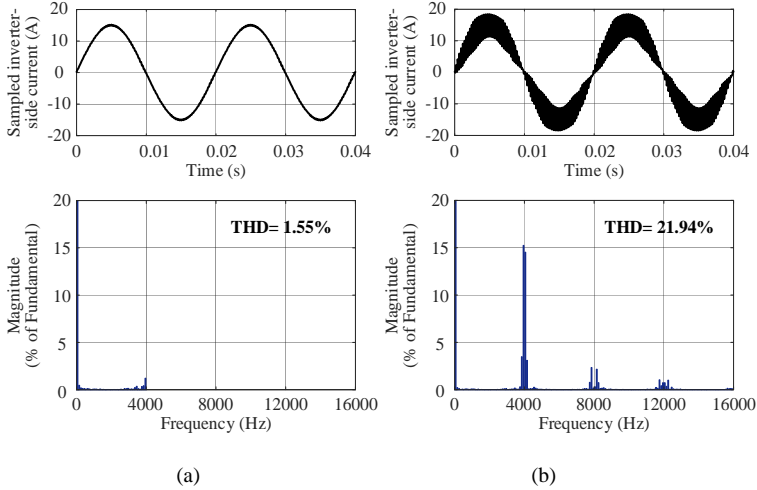 Sampled inverter-
side current (A)
20
10
0
-10
-20
0 0.01 0.02 0.03 0.04
Time (s)
Sampled inverter-
side current (A)
20
10
0
-10
-20
0 0.01 0.02 0.03 0.04
Time (s)
Magnitude
(% of Fundamental)
20
15
10
5
0
THD= 1.55%
0 4000 8000 12000 16000
Frequency (Hz)
(a)
Magnitude
(% of Fundamental)
20
15
10
5
0
THD= 21.94%
0 4000 8000 12000 16000
Frequency (Hz)
(b)